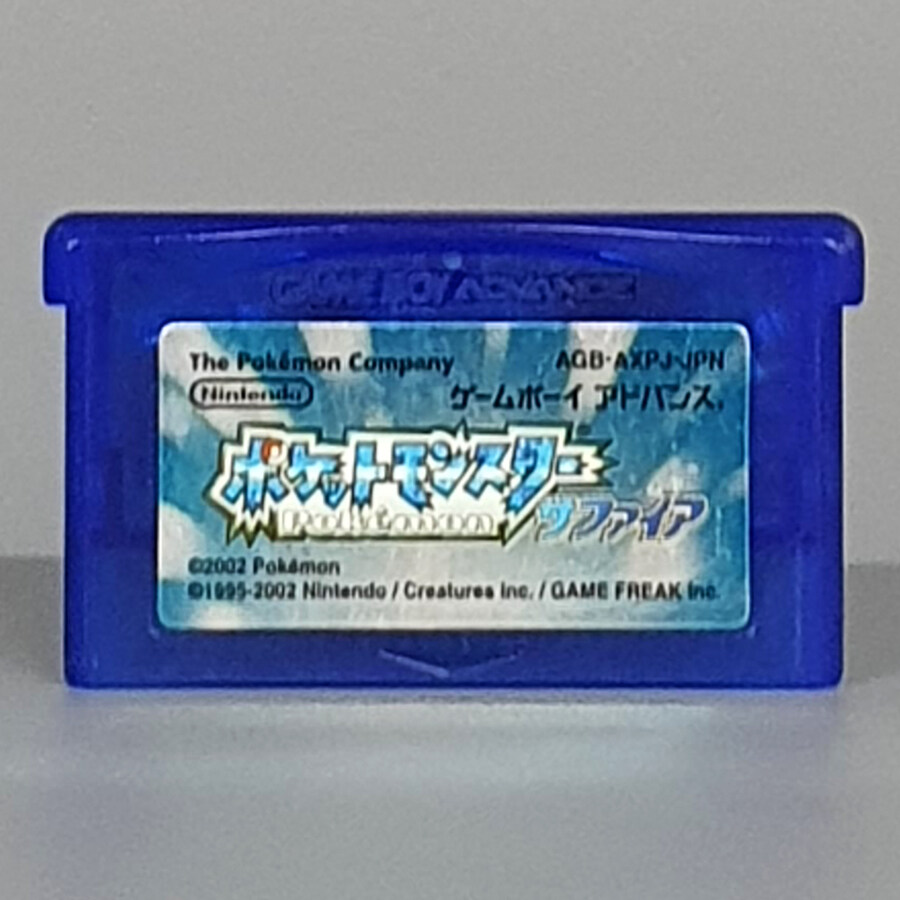 GAME BOY ADVANCE
The Pokémon Company AGB-AXPJ-JPN
Nintendo ゲームボーイ アドバンス
ポケットモンスター
Pokémon サファイア
©2002 Pokémon
©1995-2002 Nintendo / Creatures Inc. / GAME FREAK Inc.